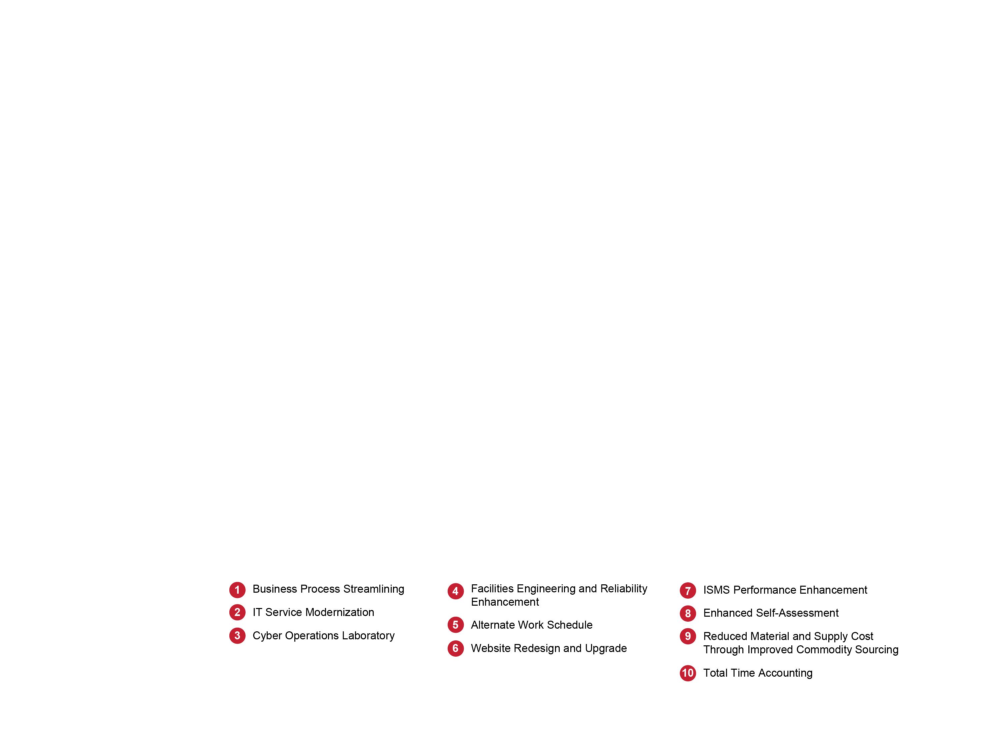 1 Business Process Streamlining
2 IT Service Modernization
3 Cyber Operations Laboratory
4 Facilities Engineering and Reliability
Enhancement
5 Alternate Work Schedule
6 Website Redesign and Upgrade
7 ISMS Performance Enhancement
8 Enhanced Self-Assessment
9 Reduced Material and Supply Cost
Through Improved Commodity Sourcing
10 Total Time Accounting